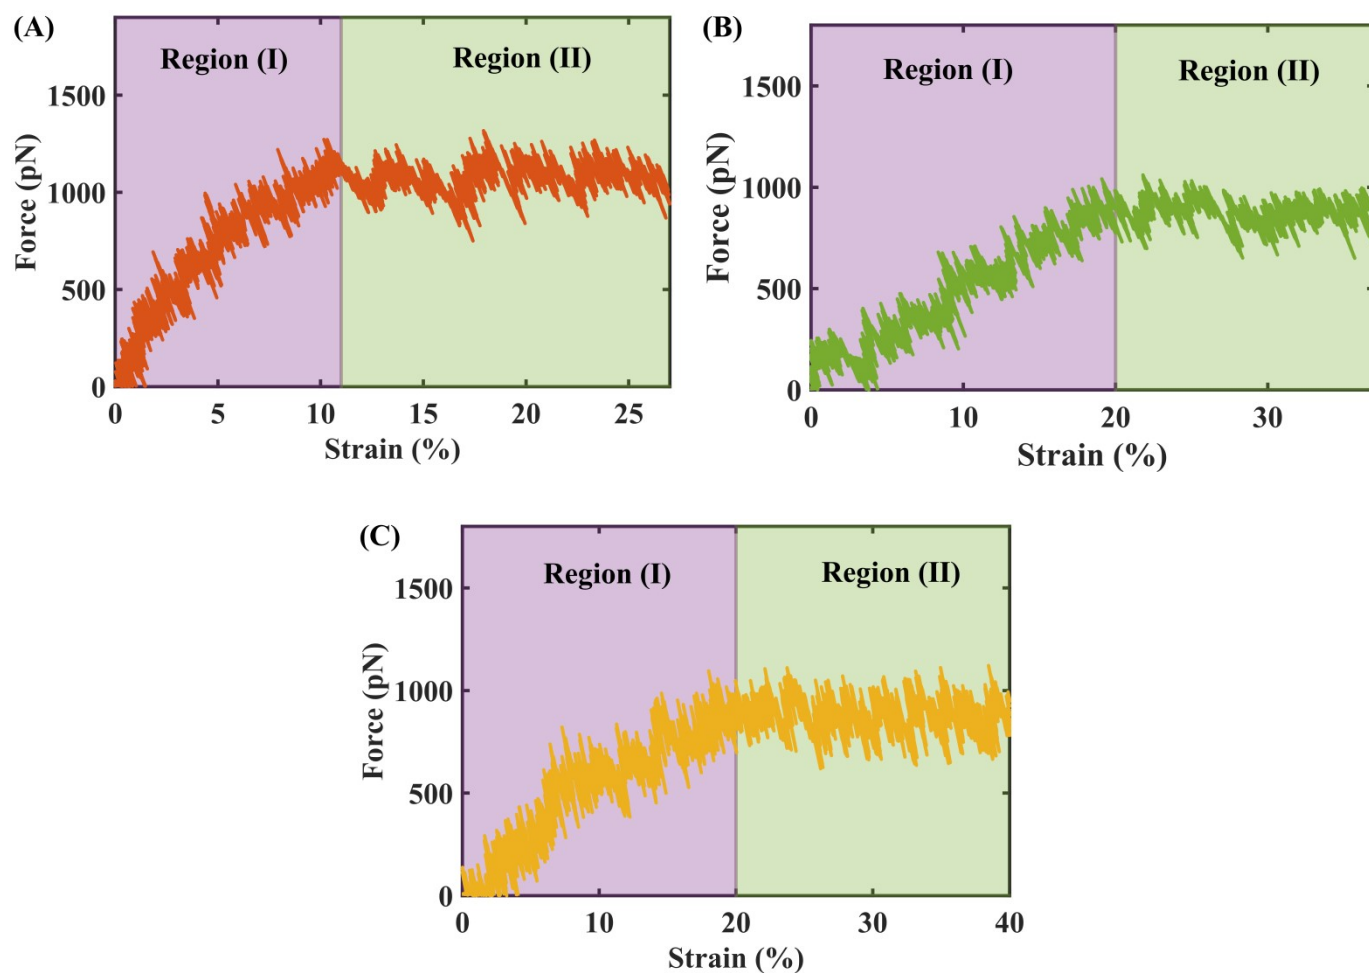 (A)
Region (I)
Region (II)
1500
1000
500
0
Force (pN)
0
5
10
15
20
25
Strain (%)
(B)
Region (I)
Region (II)
1500
1000
500
0
Force (pN)
0
10
20
30
Strain (%)
(C)
Region (I)
Region (II)
1500
1000
500
0
Force (pN)
0
10
20
30
40
Strain (%)